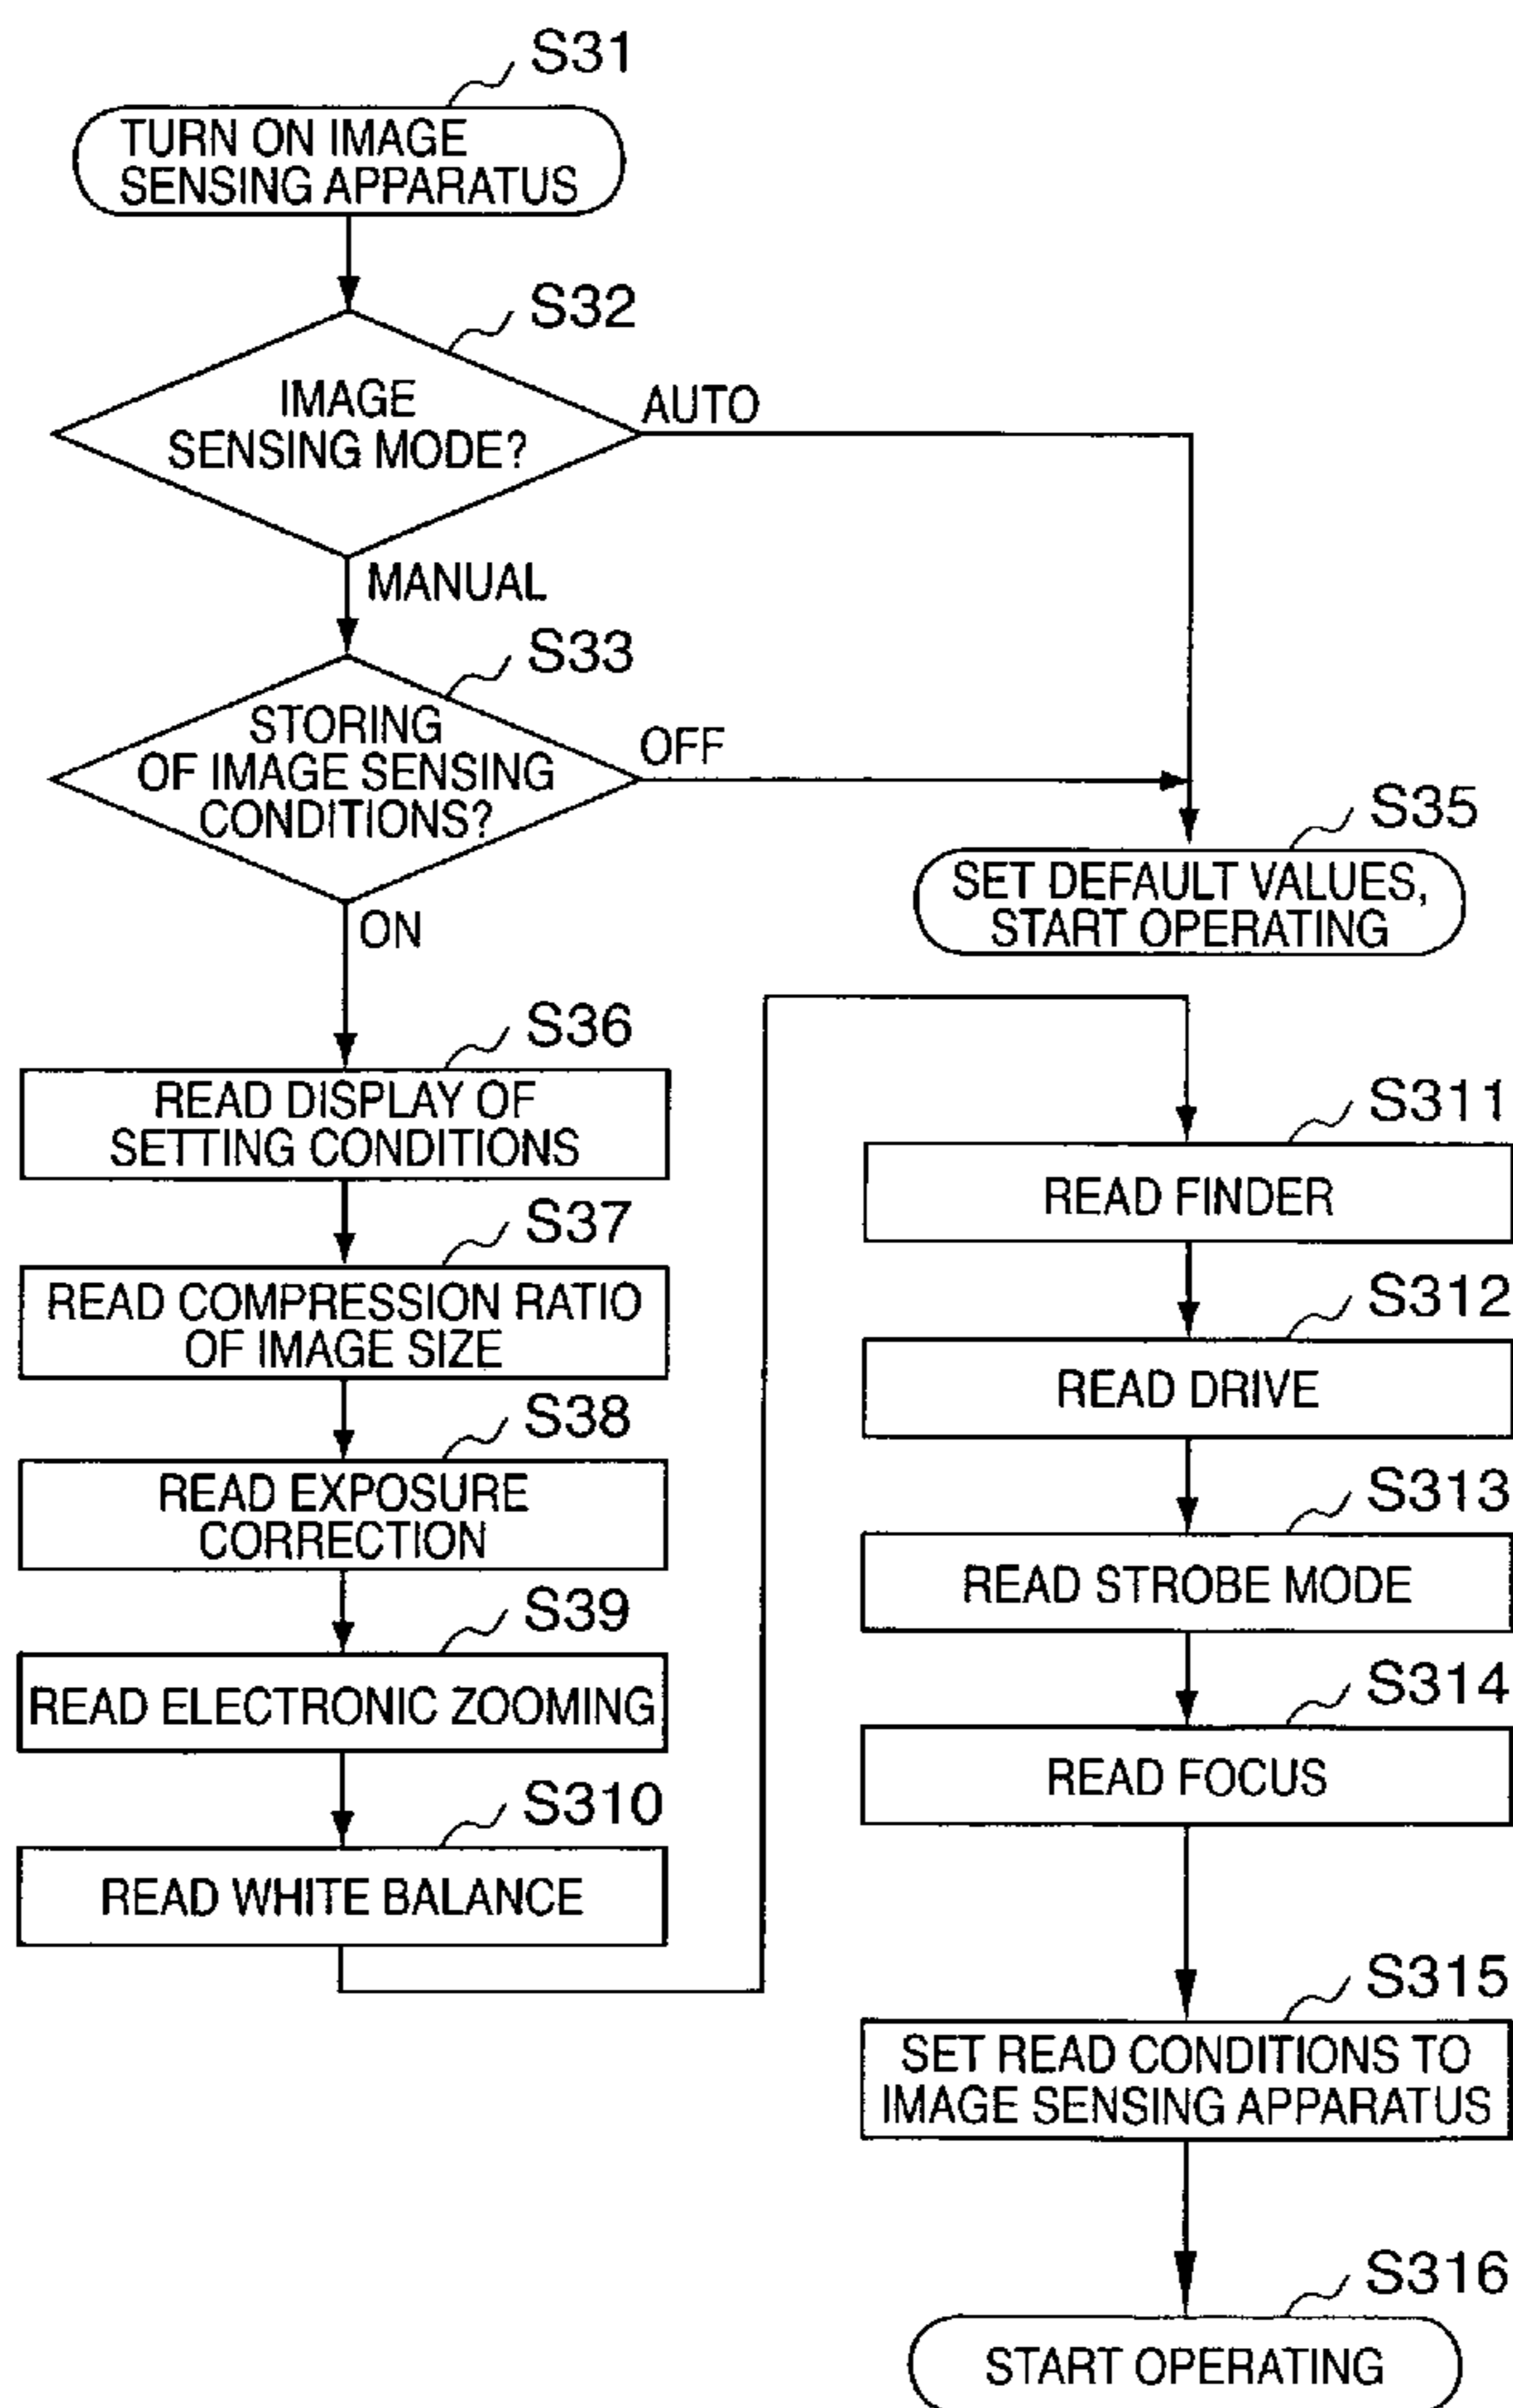 S31
TURN ON IMAGE
SENSING APPARATUS
S32
IMAGE
SENSING MODE?
AUTO
MANUAL
S33
STORING
OF IMAGE SENSING
CONDITIONS?
OFF
ON
S35
SET DEFAULT VALUES,
START OPERATING
S36
READ DISPLAY OF
SETTING CONDITIONS
S37
READ COMPRESSION RATIO
OF IMAGE SIZE
S38
READ EXPOSURE
CORRECTION
S39
READ ELECTRONIC ZOOMING
S310
READ WHITE BALANCE
S311
READ FINDER
S312
READ DRIVE
S313
READ STROBE MODE
S314
READ FOCUS
S315
SET READ CONDITIONS TO
IMAGE SENSING APPARATUS
S316
START OPERATING